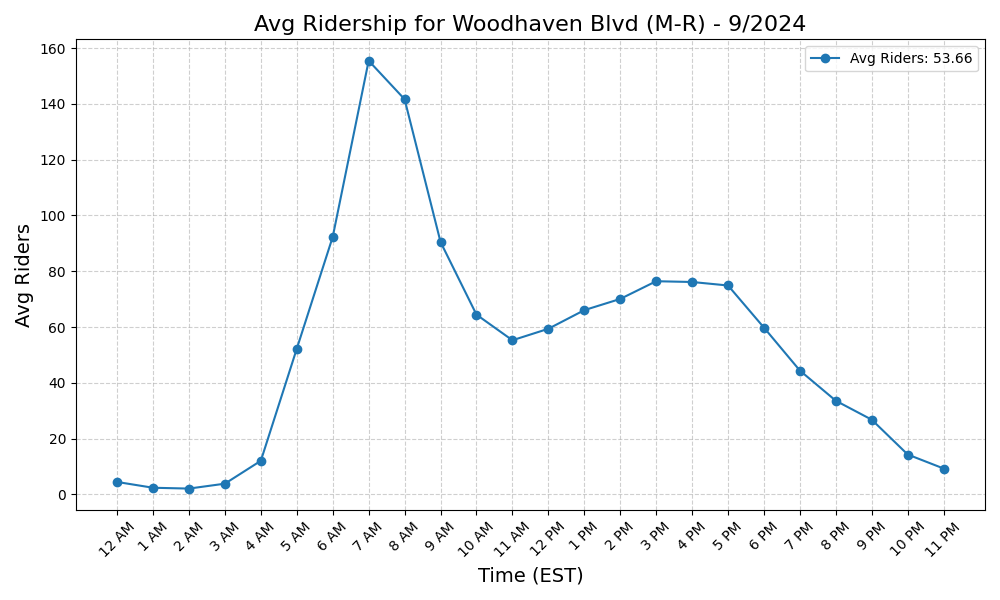 Avg Ridership for Woodhaven Blvd (M-R) - 9/2024
Avg Riders: 53.66
Avg Riders
160
140
120
100
80
60
40
20
0
12 AM
1 AM
2 AM
3 AM
4 AM
5 AM
6 AM
7 AM
8 AM
9 AM
10 AM
11 AM
12 PM
1 PM
2 PM
3 PM
4 PM
5 PM
6 PM
7 PM
8 PM
9 PM
10 PM
11 PM
Time (EST)